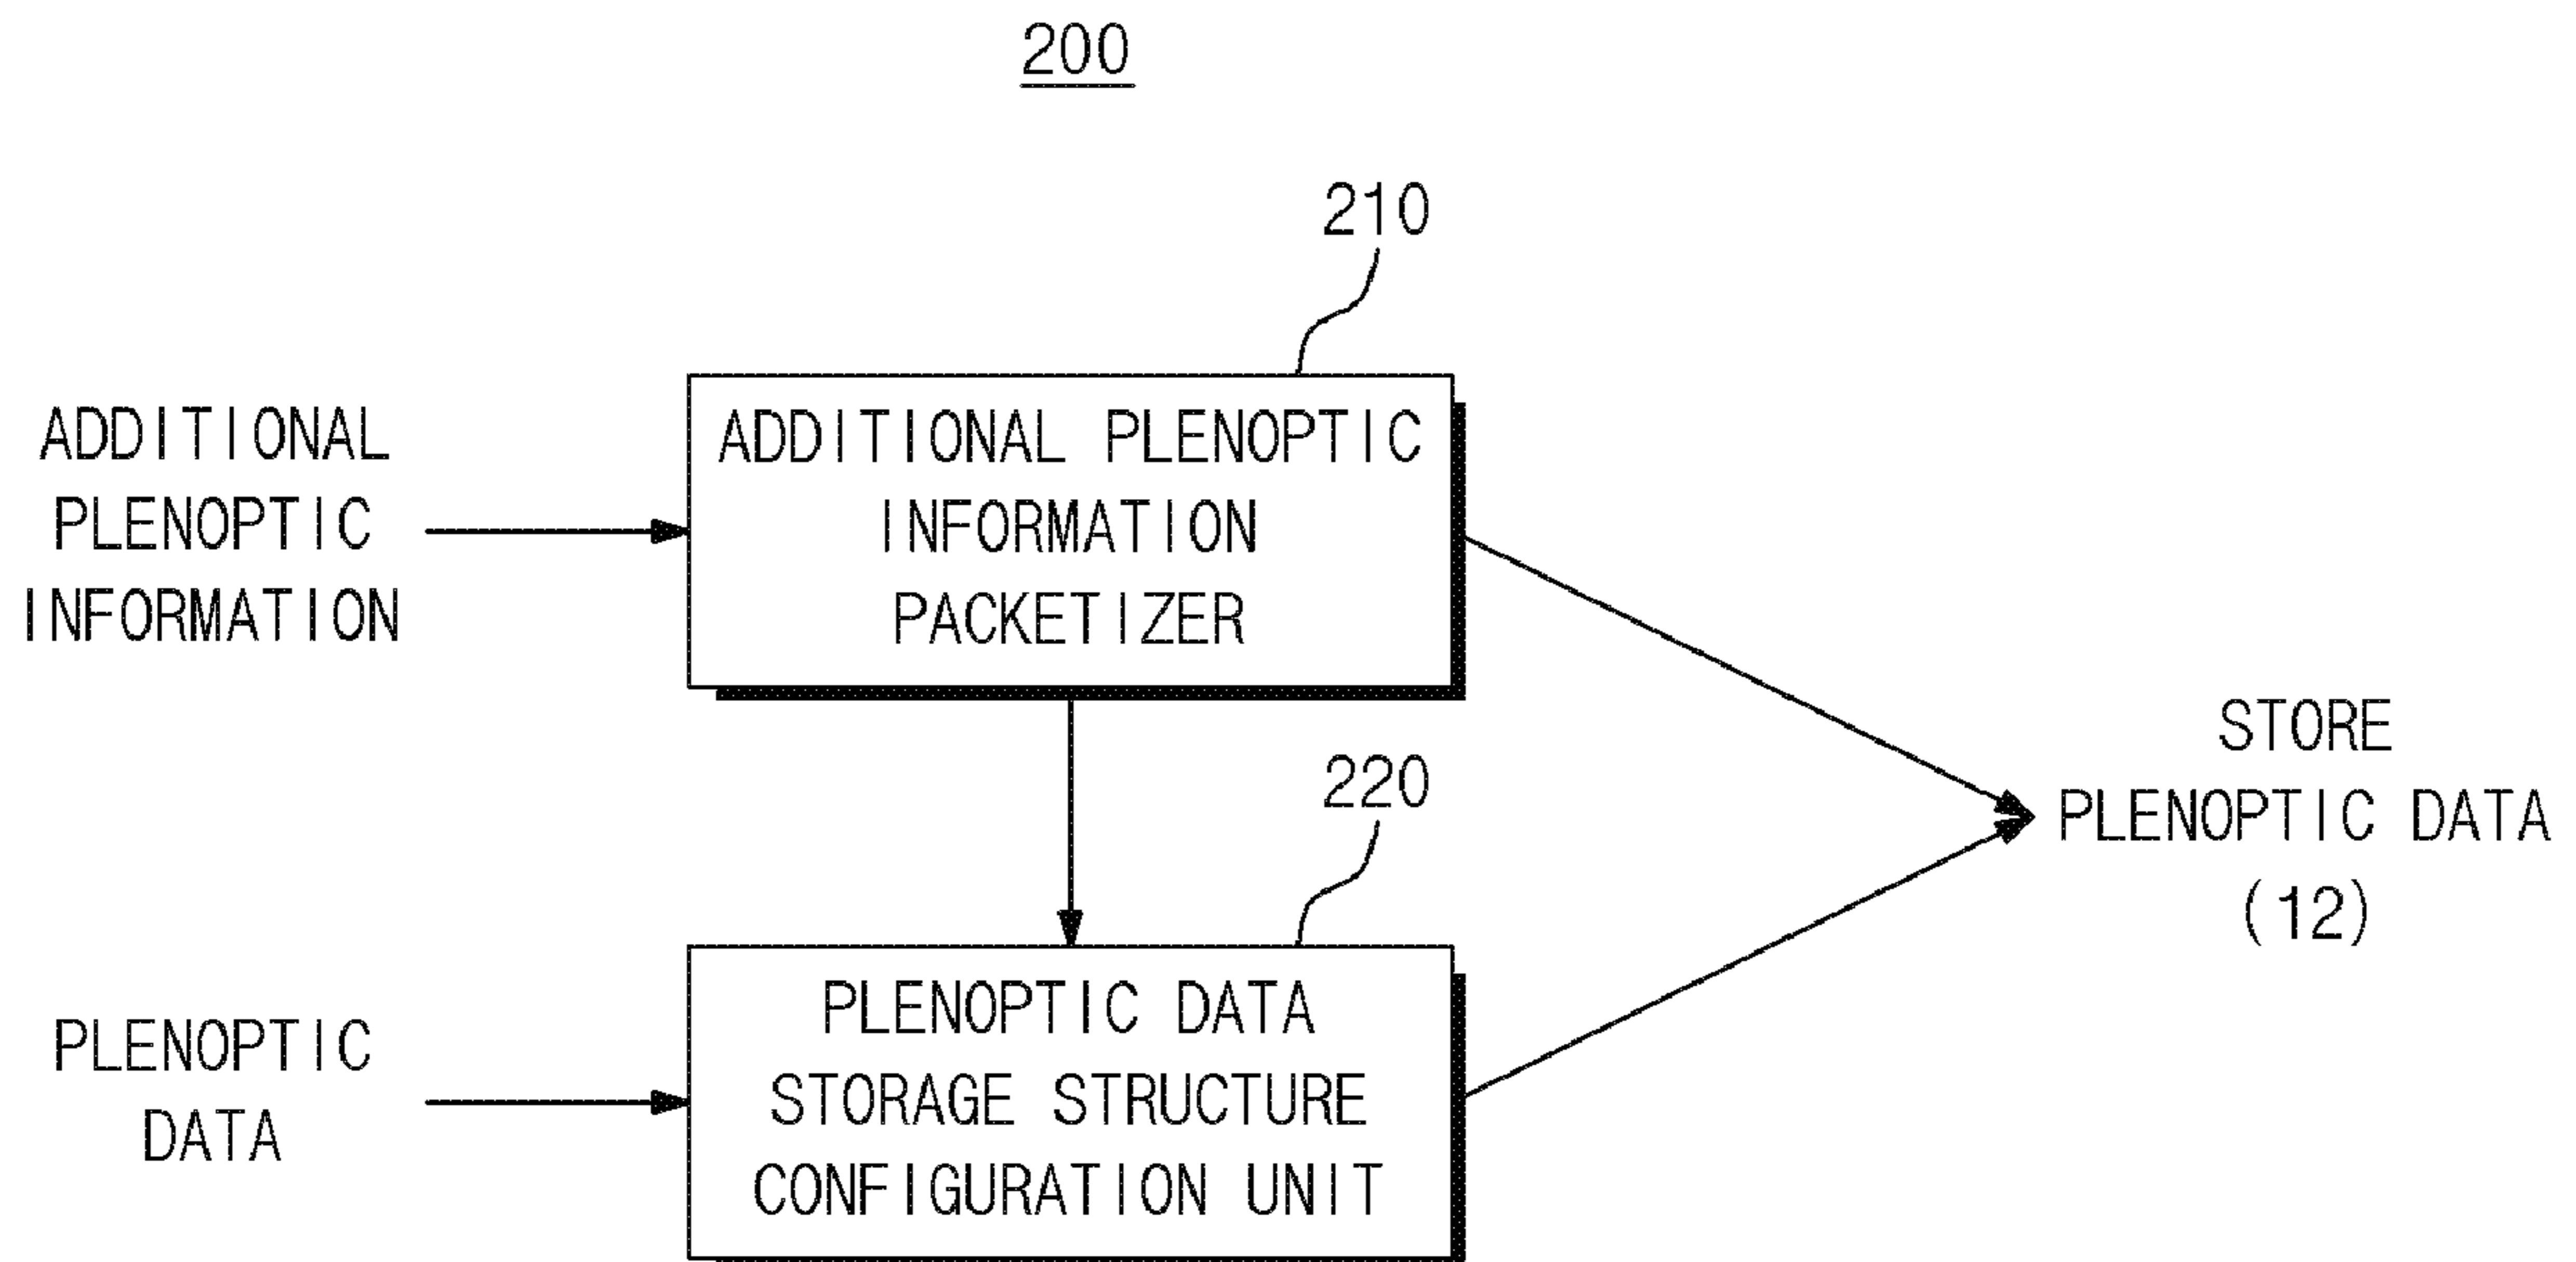 200
210
ADDITIONAL
PLENOPTIC
INFORMATION
ADDITIONAL PLENOPTIC
INFORMATION
PACKETIZER
STORE
PLENOPTIC DATA
(12)
220
PLENOPTIC
DATA
PLENOPTIC DATA
STORAGE STRUCTURE
CONFIGURATION UNIT